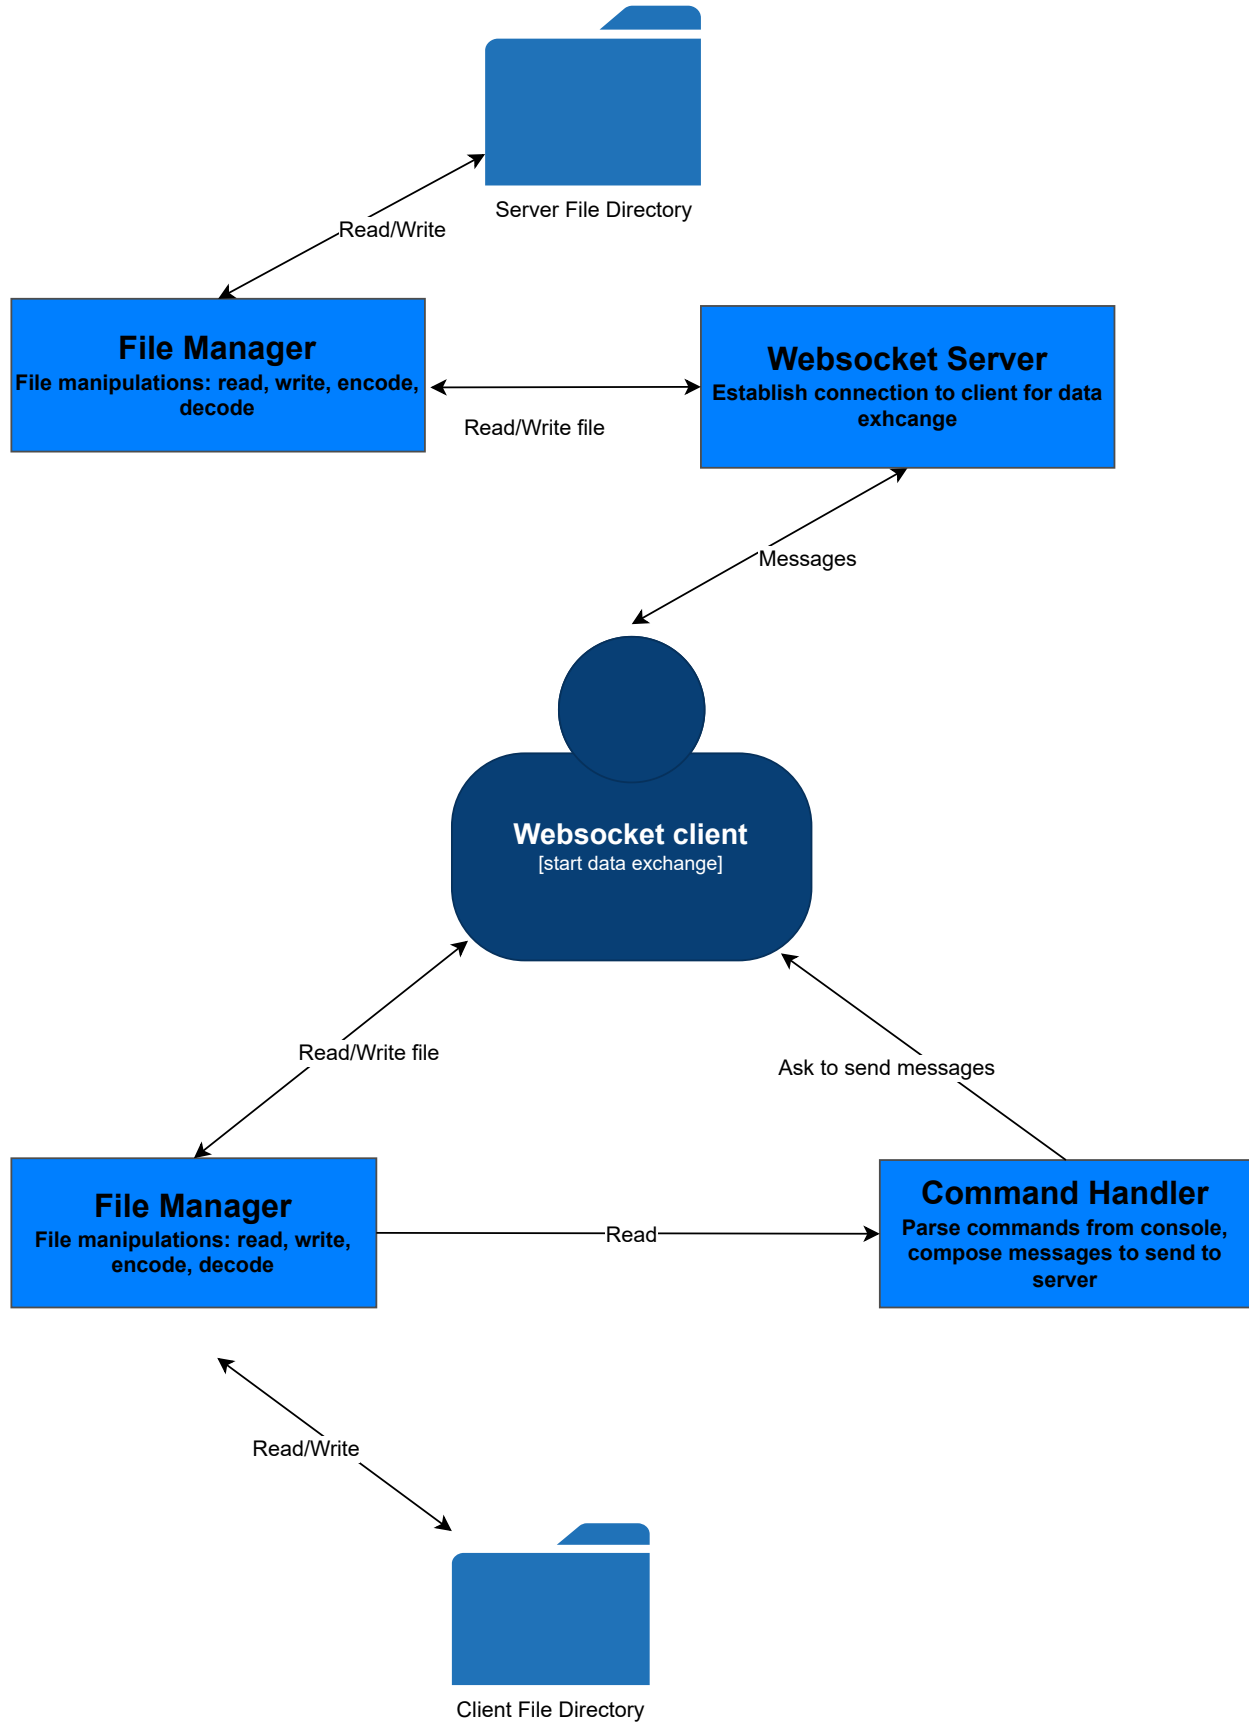 Server File Directory
Read/Write
File Manager
File manipulations: read, write, encode,
decode
Websocket Server
Establish connection to client for data
exhcange
Read/Write file
Messages
Websocket client
[start data exchange]
Read/Write file
Ask to send messages
File Manager
File manipulations: read, write,
encode, decode
Read
Command Handler
Parse commands from console,
compose messages to send to
server
Read/Write
Client File Directory